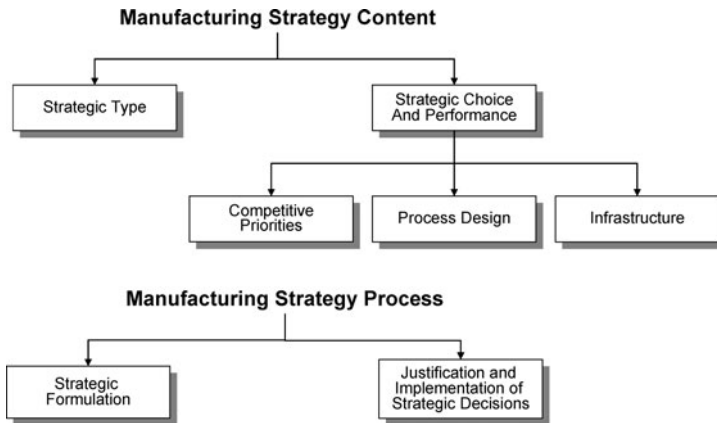 Manufacturing Strategy Content
Strategic Type
Strategic Choice
And Performance
Competitive
Priorities
Process Design
Infrastructure
Manufacturing Strategy Process
Strategic
Formulation
Justification and
Implementation of
Strategic Decisions